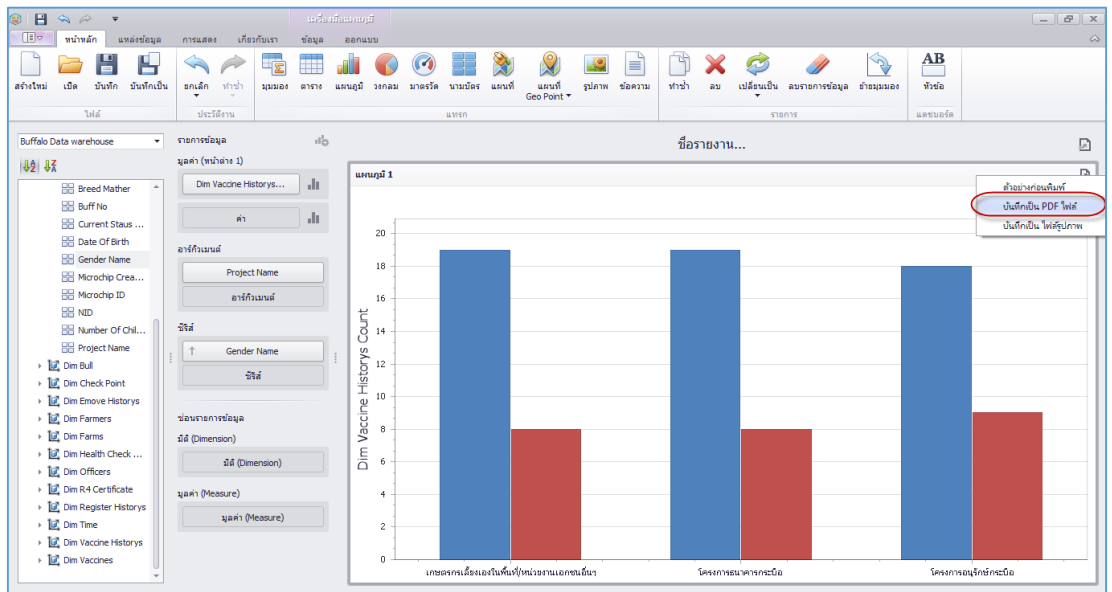 เครื่องมือแผนภูมิ
หน้าหลัก แหล่งข้อมูล การแสดง เกี่ยวกับเรา ข้อมูล ออกแบบ
สร้างใหม่ เปิด บันทึก บันทึกเป็น ยกเลิก ทำซ้ำ มุมมอง ตาราง แผนภูมิ วงกลม มาตรวัด นามบัตร แผนที่ แผนที่ Geo Point รูปภาพ ข้อความ ทำซ้ำ ลบ เปลี่ยนเป็น ลบรายการข้อมูล ย้ายมุมมอง AB หัวข้อ
ไฟล์ ประวัติงาน แทรก รายการ แดชบอร์ด
Buffalo Data warehouse
Breed Mather
Buff No
Current Staus ...
Date Of Birth
Gender Name
Microchip Crea...
Microchip ID
NID
Number Of Chil...
Project Name
Dim Bull
Dim Check Point
Dim Emove Historys
Dim Farmers
Dim Farms
Dim Health Check ...
Dim Officers
Dim R4 Certificate
Dim Register Historys
Dim Time
Dim Vaccine Historys
Dim Vaccines
รายการข้อมูล
มูลค่า (หน้าต่าง 1)
Dim Vaccine Historys...
ค่า
อาร์กิวเมนต์
Project Name
อาร์กิวเมนต์
ซีรีส์
Gender Name
ซีรีส์
ซ่อนรายการข้อมูล
มิติ (Dimension)
มิติ (Dimension)
มูลค่า (Measure)
มูลค่า (Measure)
ชื่อรายงาน...
แผนภูมิ 1
ตัวอย่างก่อนพิมพ์
บันทึกเป็น PDF ไฟล์
บันทึกเป็น ไฟล์รูปภาพ
Dim Vaccine Historys Count
20
18
16
14
12
10
8
6
4
2
0
เกษตรกรเลี้ยงเองในพื้นที่/หน่วยงานเอกชนอื่นๆ โครงการธนาคารกระบือ โครงการอนุรักษ์กระบือ